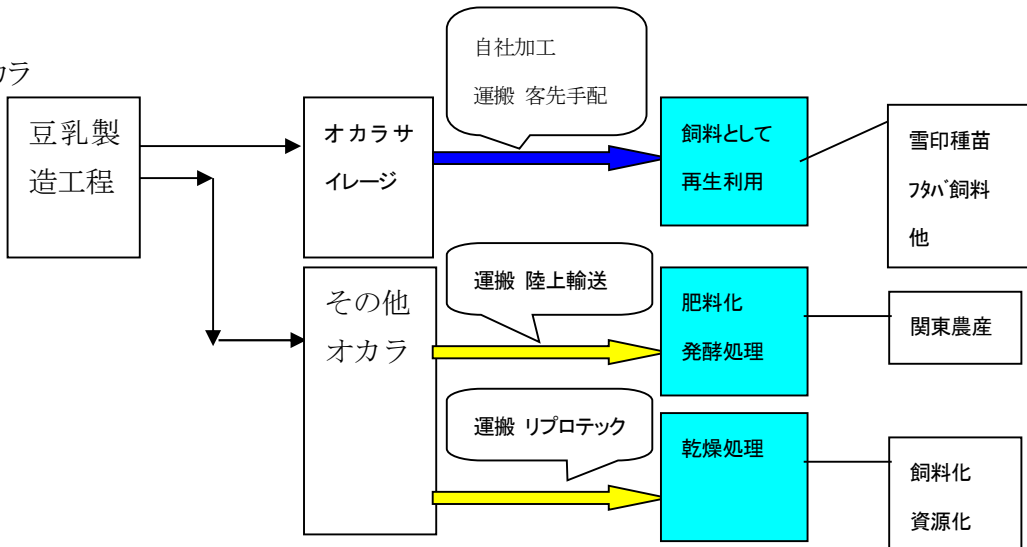 カラ
豆乳製
造工程
オカラサ
イレージ
自社加工
運搬 客先手配
飼料として
再生利用
雪印種苗
フタバ飼料
他
その他
オカラ
運搬 陸上輸送
肥料化
発酵処理
関東農産
運搬 リプロテック
乾燥処理
飼料化
資源化